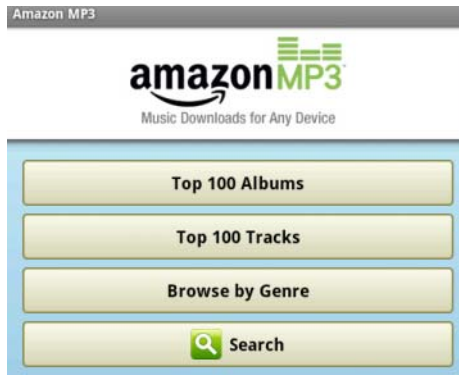 Amazon MP3
amazonMP3
Music Downloads for Any Device
Top 100 Albums
Top 100 Tracks
Browse by Genre
Search